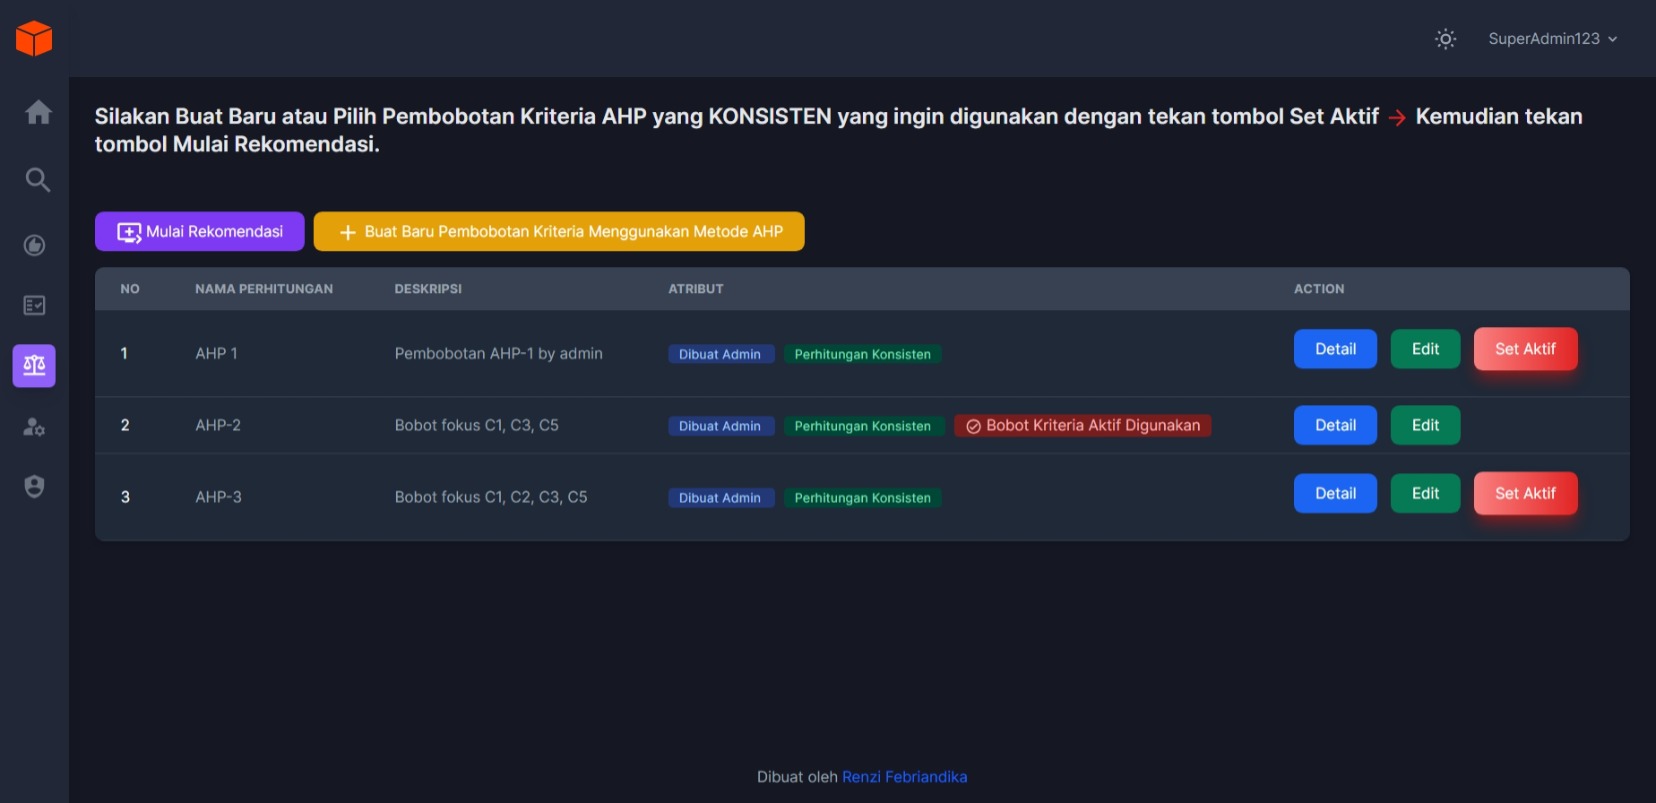 SuperAdmin123
Silakan Buat Baru atau Pilih Pembobotan Kriteria AHP yang KONSISTEN yang ingin digunakan dengan tekan tombol Set Aktif → Kemudian tekan
tombol Mulai Rekomendasi.
Mulai Rekomendasi + Buat Baru Pembobotan Kriteria Menggunakan Metode AHP
NO NAMA PERHITUNGAN DESKRIPSI ATRIBUT ACTION
1 AHP 1 Pembobotan AHP-1 by admin Dibuat Admin Perhitungan Konsisten Detail Edit Set Aktif
2 AHP-2 Bobot fokus C1, C3, C5 Dibuat Admin Perhitungan Konsisten Bobot Kriteria Aktif Digunakan Detail Edit
3 AHP-3 Bobot fokus C1, C2, C3, C5 Dibuat Admin Perhitungan Konsisten Detail Edit Set Aktif
Dibuat oleh Renzi Febriandika